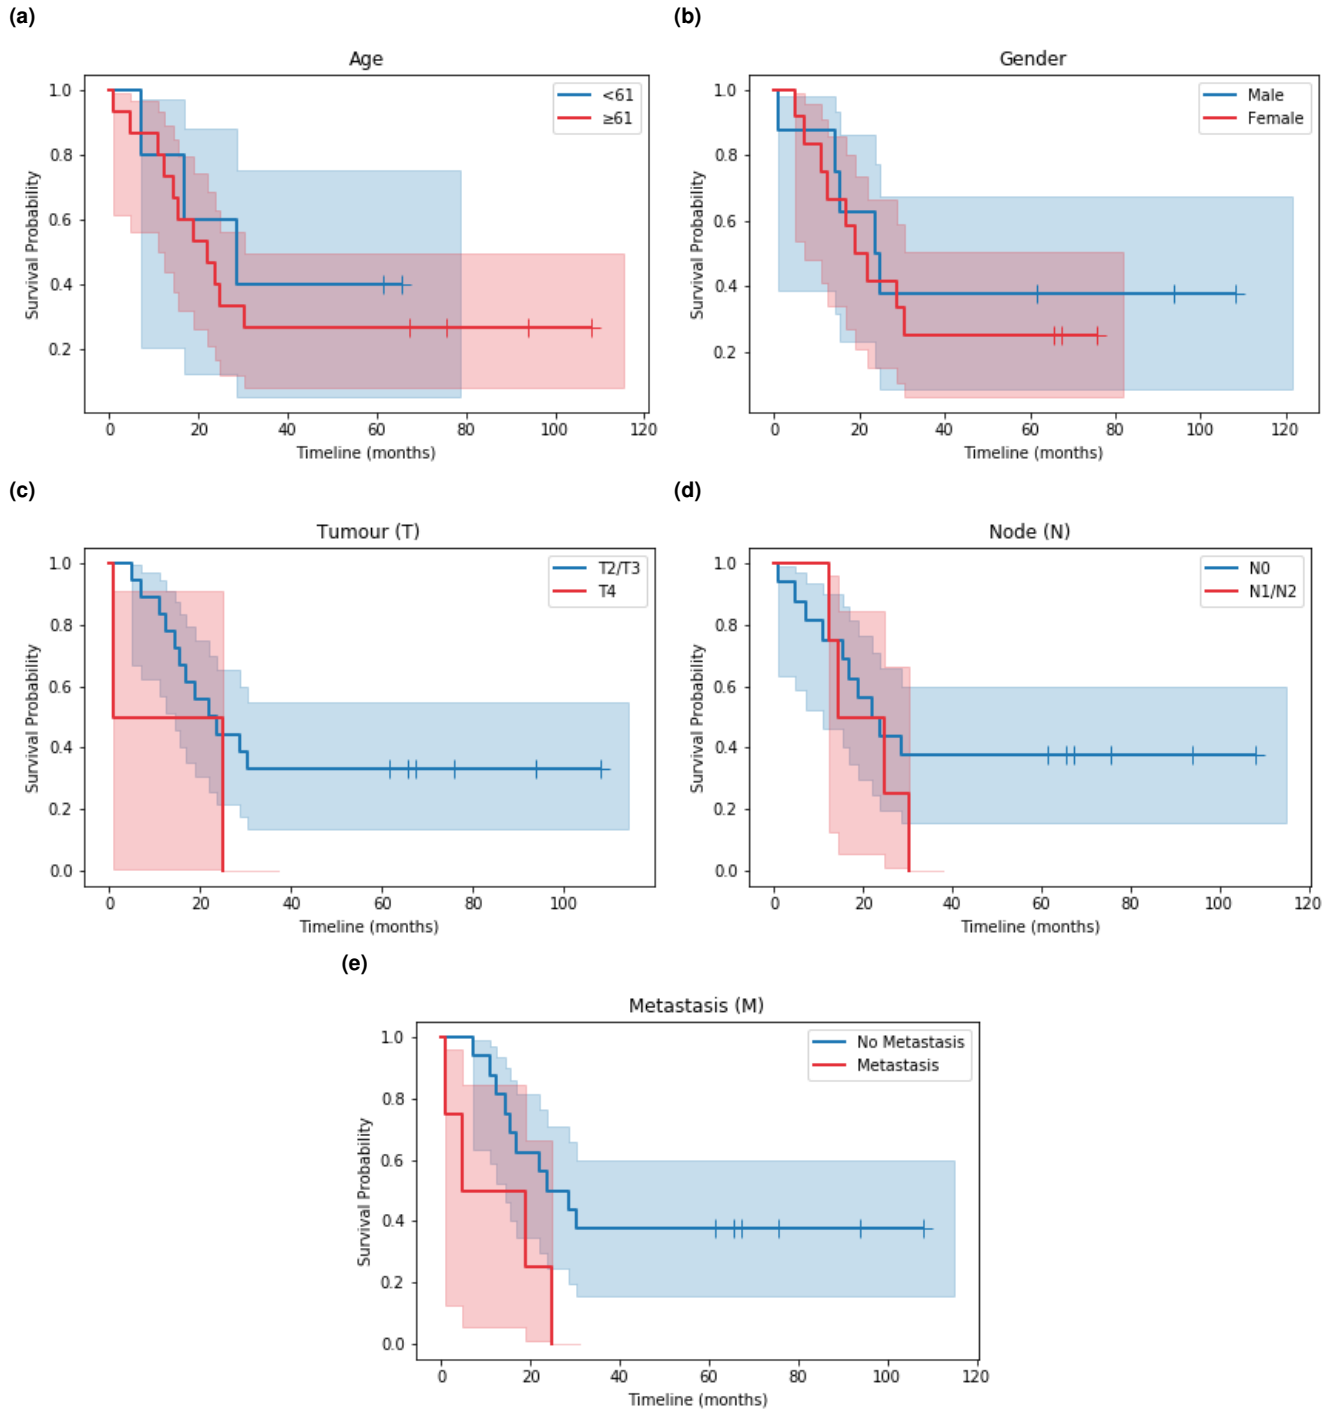 (a)
Age
<61
≥61
1.0
0.8
0.6
0.4
0.2
Survival Probability
0 20 40 60 80 100 120
Timeline (months)
(b)
Gender
Male
Female
1.0
0.8
0.6
0.4
0.2
Survival Probability
0 20 40 60 80 100 120
Timeline (months)
(c)
Tumour (T)
T2/T3
T4
1.0
0.8
0.6
0.4
0.2
0.0
Survival Probability
0 20 40 60 80 100
Timeline (months)
(d)
Node (N)
N0
N1/N2
1.0
0.8
0.6
0.4
0.2
0.0
Survival Probability
0 20 40 60 80 100 120
Timeline (months)
(e)
Metastasis (M)
No Metastasis
Metastasis
1.0
0.8
0.6
0.4
0.2
0.0
Survival Probability
0 20 40 60 80 100 120
Timeline (months)